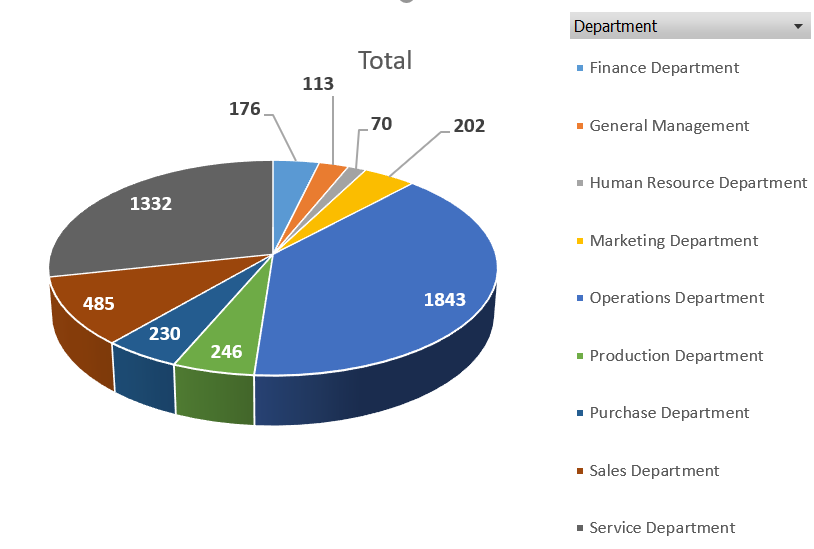 Total
176
113
70
202
1332
1843
485
230
246
Department
Finance Department
General Management
Human Resource Department
Marketing Department
Operations Department
Production Department
Purchase Department
Sales Department
Service Department